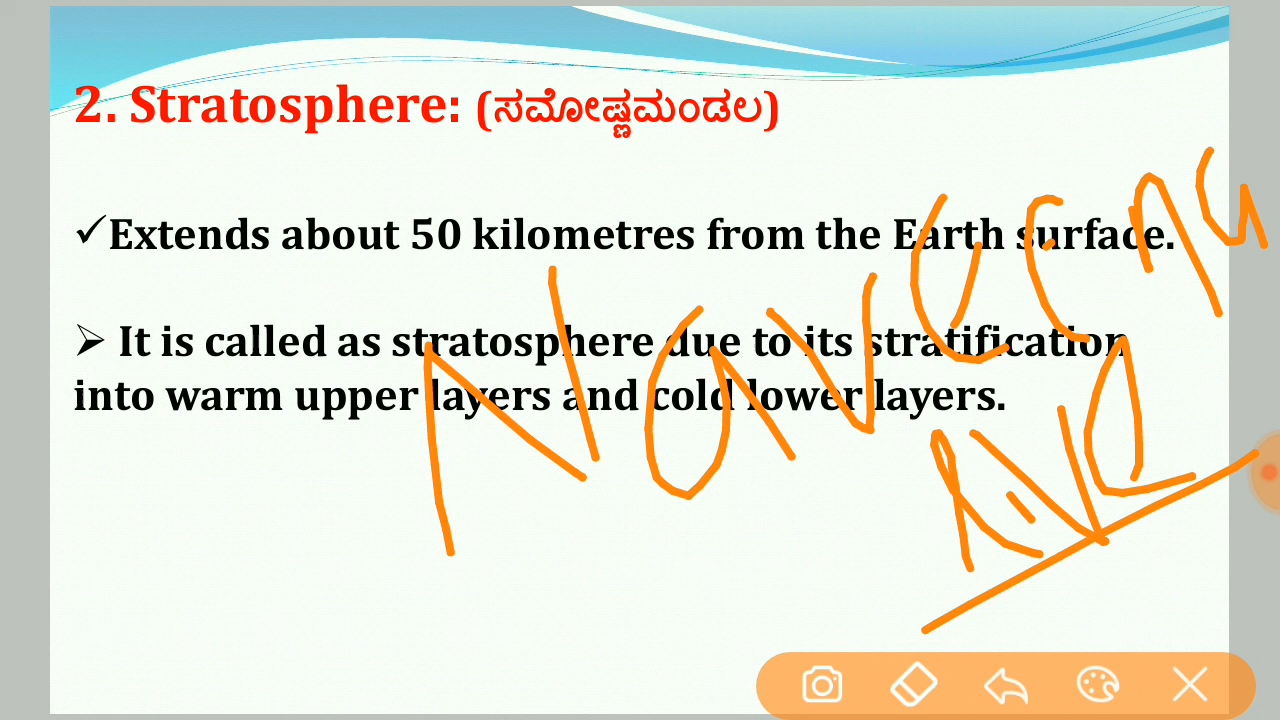 2. Stratosphere: (ಸಮೋಷ್ಣಮಂಡಲ)
✓Extends about 50 kilometres from the Earth surface.
➢ It is called as stratosphere due to its stratification
into warm upper layers and cold lower layers.
Naveena